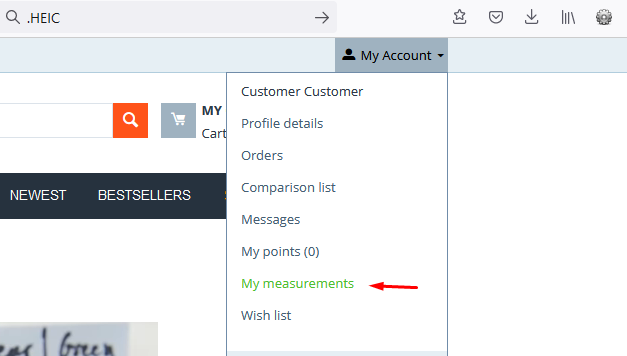 .HEIC
My Account
MY
Cart
Customer Customer
Profile details
Orders
Comparison list
Messages
My points (0)
My measurements
Wish list
NEWEST
BESTSELLERS
Green